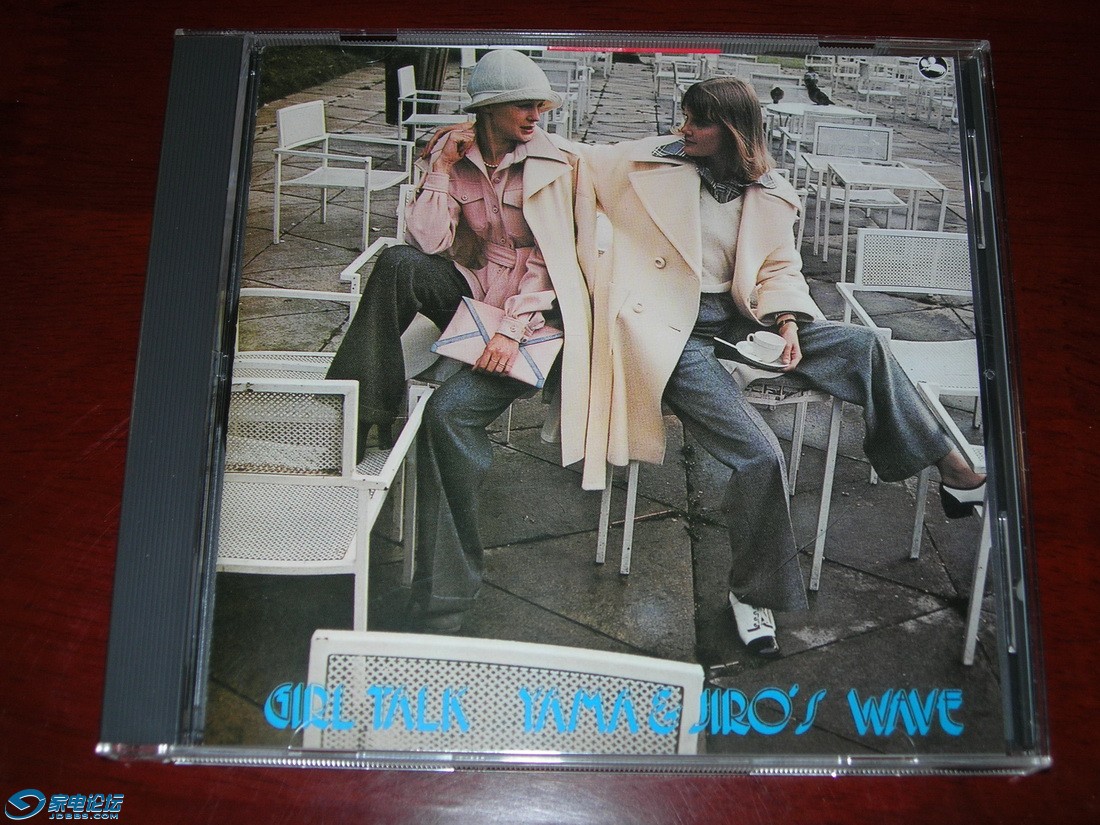 GIRL TALK YAMA & JIRO'S WAVE
家电论坛
JDBBS.COM